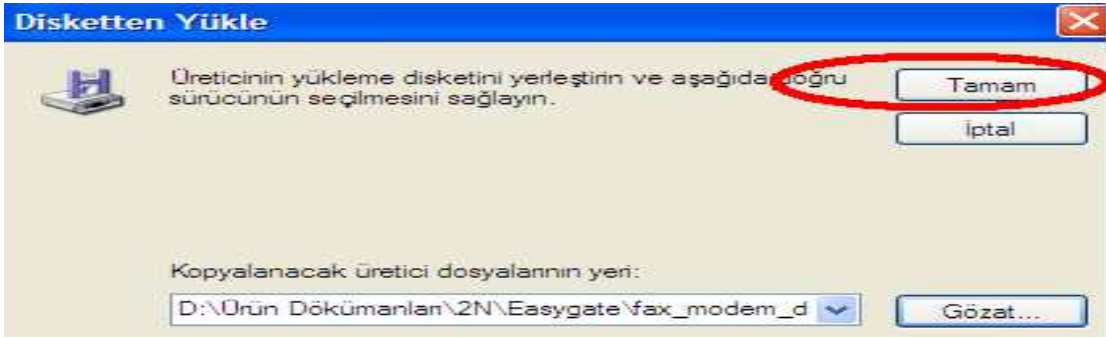 Disketten Yükle
Üreticinin yükleme disketini yerleştirin ve aşağıda doğru
sürücünün seçilmesini sağlayın.
Tamam
İptal
Kopyalanacak üretici dosyalarının yeri:
D:\Ürün Dökümanları\2N\Easygate\fax_modem_d
Gözat...